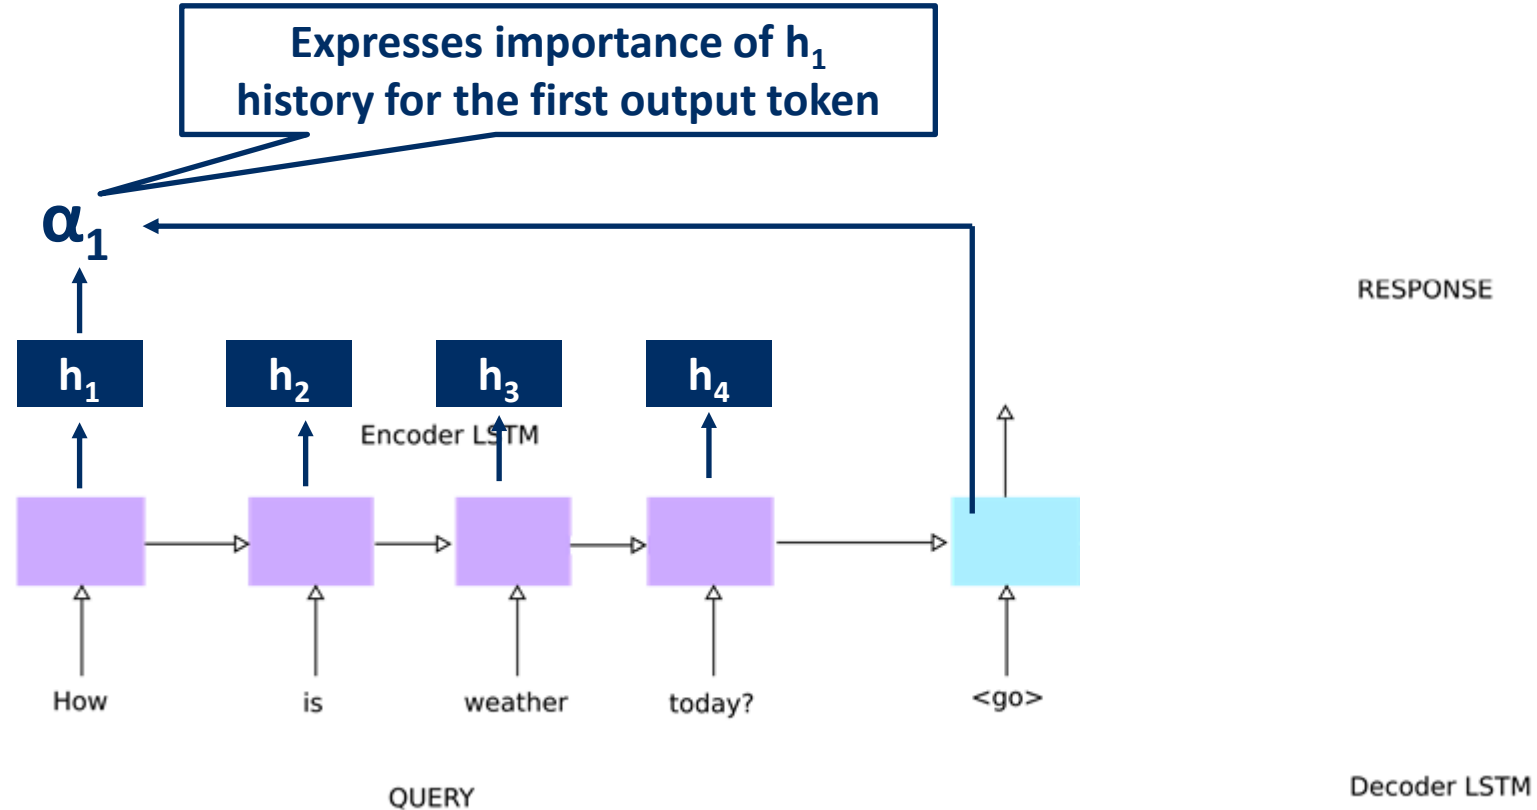 Expresses importance of h₁
history for the first output token
α₁
RESPONSE
h₁ h₂ h₃ h₄
Encoder LSTM
How is weather today? <go>
QUERY
Decoder LSTM